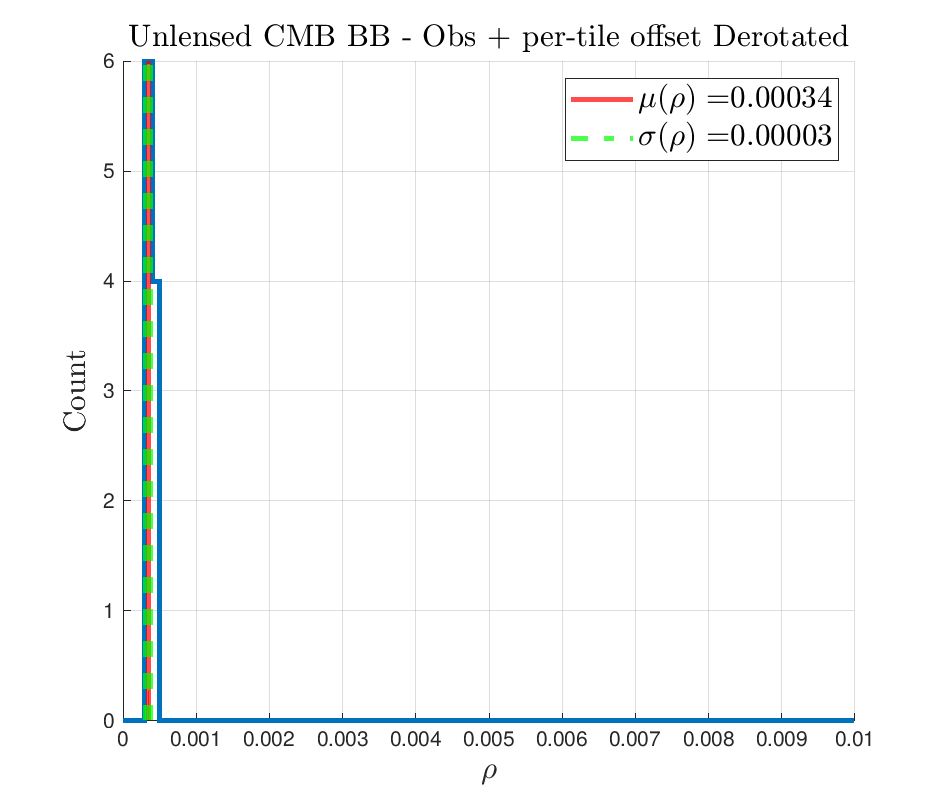 Unlensed CMB BB - Obs + per-tile offset Derotated
μ(ρ) =0.00034
σ(ρ) =0.00003
6
5
4
3
2
1
0
Count
0 0.001 0.002 0.003 0.004 0.005 0.006 0.007 0.008 0.009 0.01
ρ